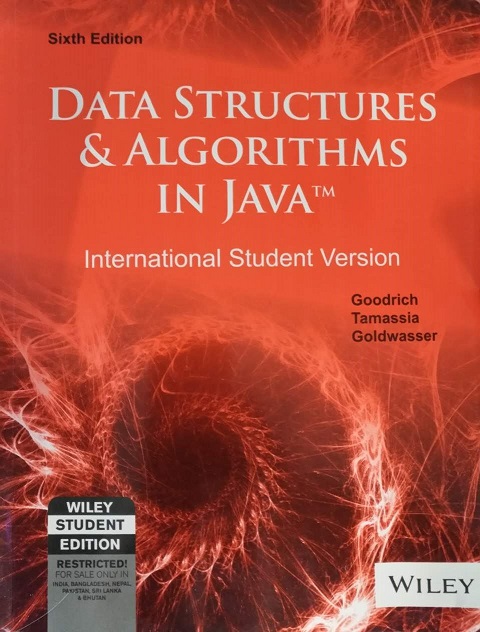 Sixth Edition
DATA STRUCTURES
& ALGORITHMS
IN JAVA™
International Student Version
Goodrich
Tamassia
Goldwasser
WILEY
STUDENT
EDITION
RESTRICTED!
FOR SALE ONLY IN
INDIA, BANGLADESH, NEPAL,
PAKISTAN, SRI LANKA
& BHUTAN
WILEY